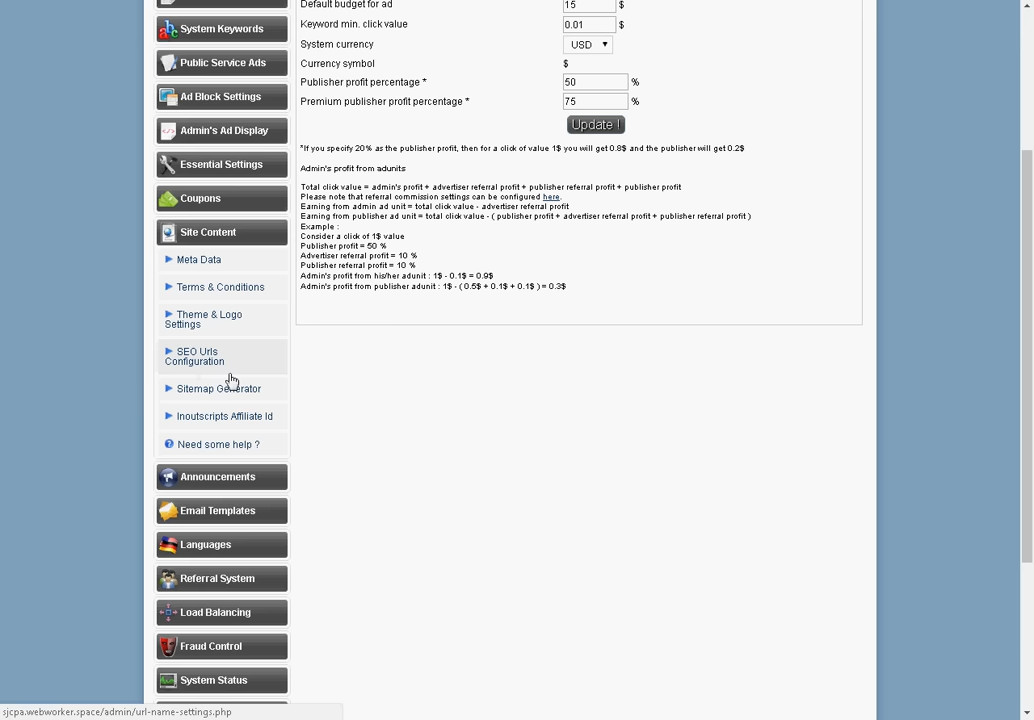 Default budget for ad 15 $
System Keywords
Keyword min. click value 0.01 $
System currency USD
Public Service Ads
Currency symbol $
Publisher profit percentage * 50 %
Ad Block Settings
Premium publisher profit percentage * 75 %
Update !
Admin's Ad Display
*If you specify 20% as the publisher profit, then for a click of value 1$ you will get 0.8$ and the publisher will get 0.2$
Essential Settings
Admin's profit from adunits
Total click value = admin's profit + advertiser referral profit + publisher referral profit + publisher profit
Coupons
Please note that referral commission settings can be configured here.
Earning from admin ad unit = total click value - advertiser referral profit
Earning from publisher ad unit = total click value - ( publisher profit + advertiser referral profit + publisher referral profit )
Example :
Site Content
Consider a click of 1$ value
Publisher profit = 50 %
Advertiser referral profit = 10 %
Publisher referral profit = 10 %
Admin's profit from his/her adunit : 1$ - 0.1$ = 0.9$
Admin's profit from publisher adunit : 1$ - ( 0.5$ + 0.1$ + 0.1$ ) = 0.3$
Meta Data
Terms & Conditions
Theme & Logo
Settings
SEO Urls
Configuration
Sitemap Generator
Inoutscripts Affiliate Id
Need some help ?
Announcements
Email Templates
Languages
Referral System
Load Balancing
Fraud Control
System Status
sjcpa.webworker.space/admin/url-name-settings.php